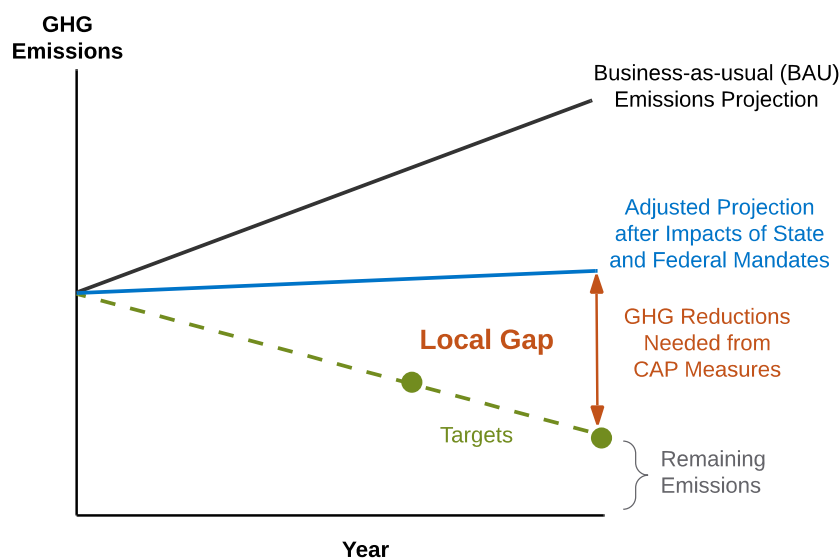 GHG
Emissions
Business-as-usual (BAU)
Emissions Projection
Adjusted Projection
after Impacts of State
and Federal Mandates
GHG Reductions
Needed from
CAP Measures
Local Gap
Targets
Remaining
Emissions
Year